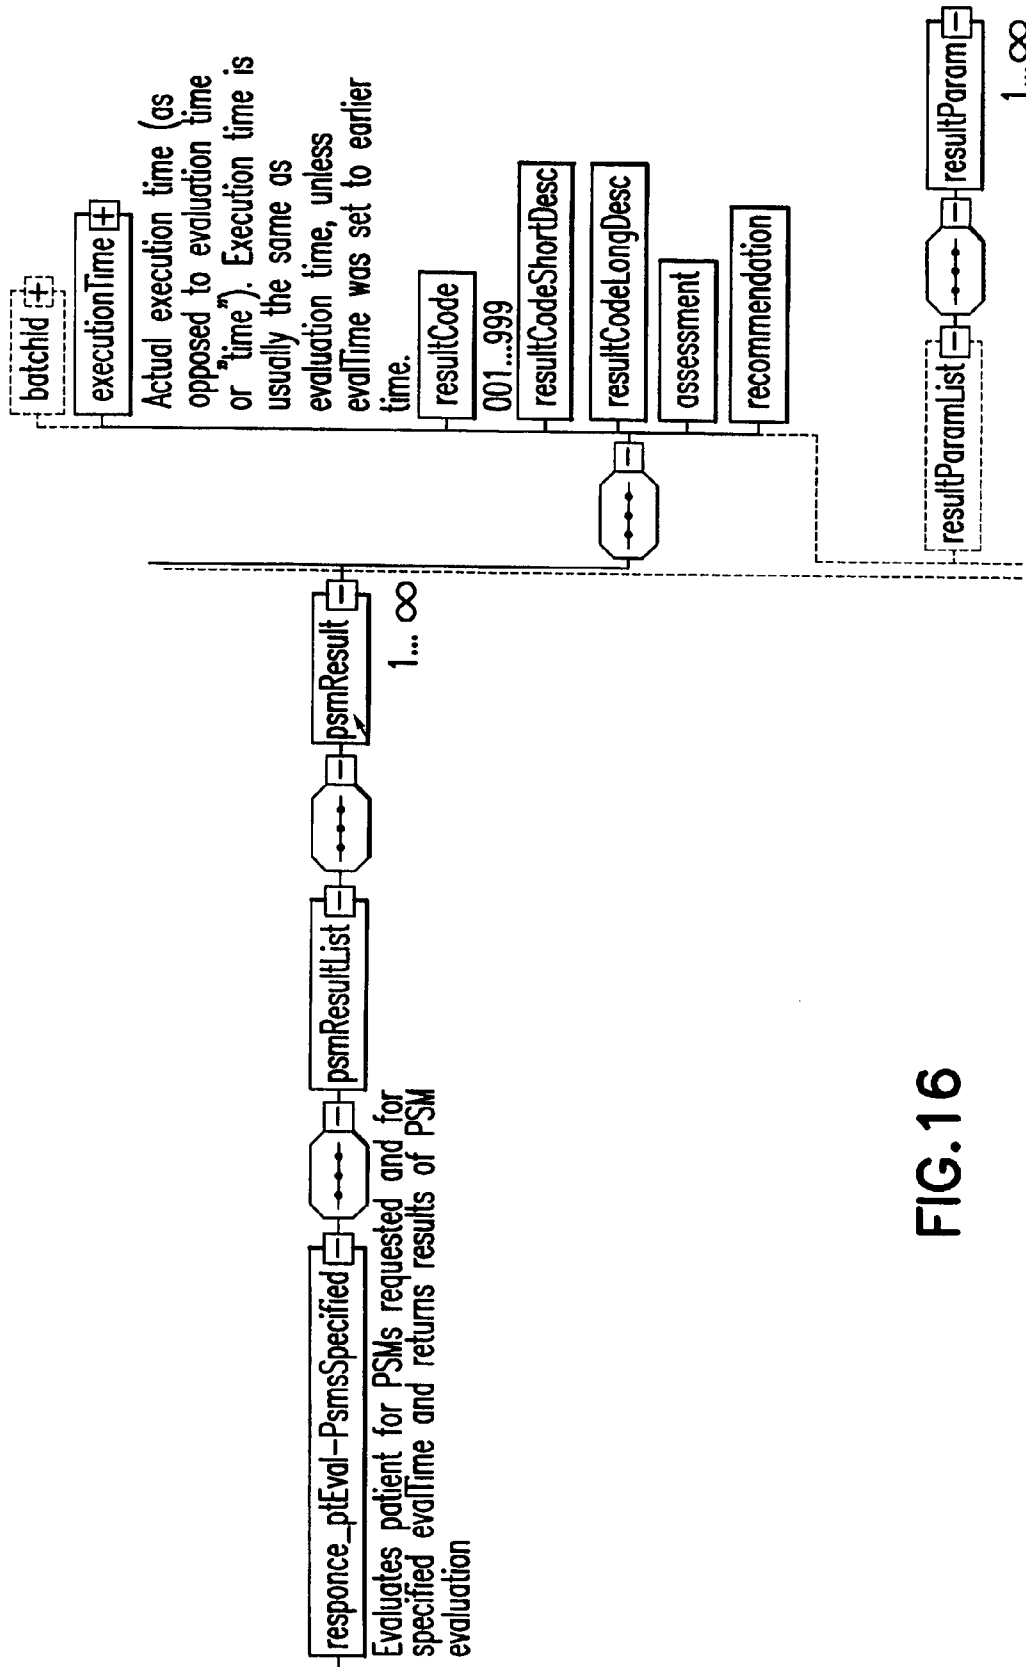 batchId
executionTime
Actual execution time (as
opposed to evaluation time
or "time"). Execution time is
usually the same as
evaluation time, unless
evalTime was set to earlier
time.
resultCode
001...999
resultCodeShortDesc
resultCodeLongDesc
assessment
recommendation
responce_ptEval-PsmsSpecified
Evaluates patient for PSMs requested and for
specified evalTime and returns results of PSM
evaluation
psmResultList
psmResult
1... ∞
resultParamList
resultParam
1... ∞
FIG.16